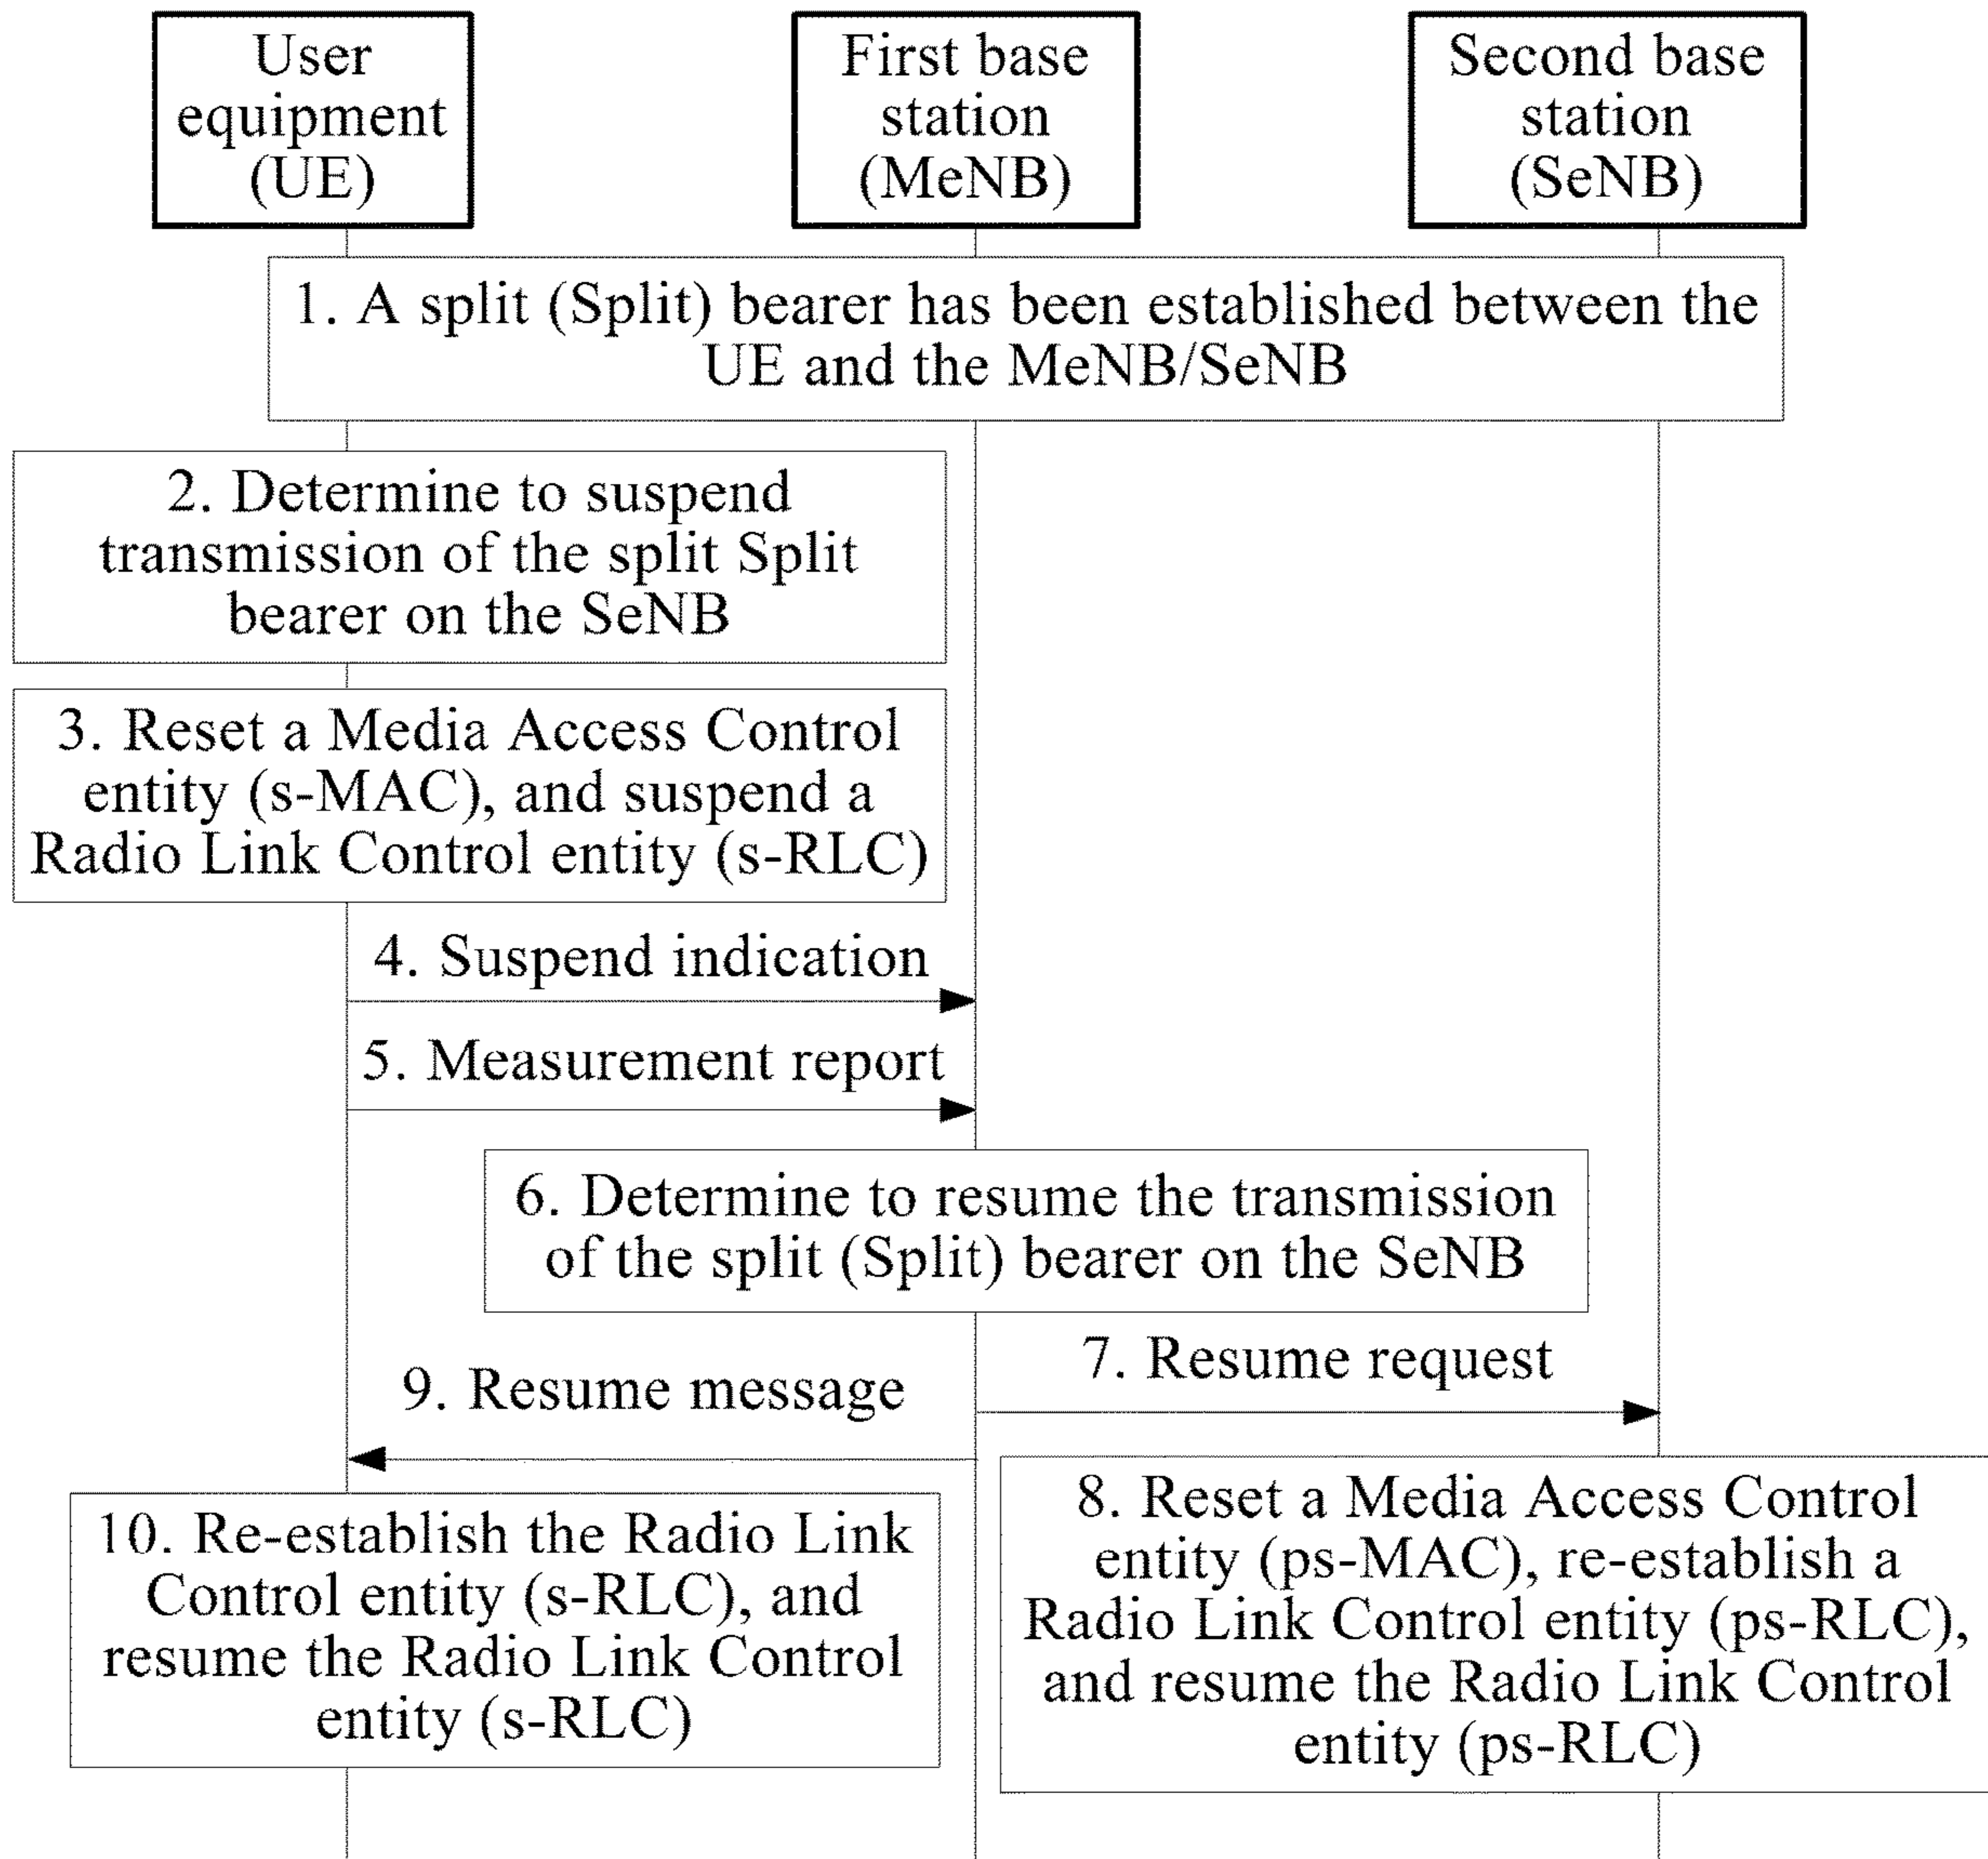 User
equipment
(UE)
First base
station
(MeNB)
Second base
station
(SeNB)
1. A split (Split) bearer has been established between the
UE and the MeNB/SeNB
2. Determine to suspend
transmission of the split Split
bearer on the SeNB
3. Reset a Media Access Control
entity (s-MAC), and suspend a
Radio Link Control entity (s-RLC)
4. Suspend indication
5. Measurement report
6. Determine to resume the transmission
of the split (Split) bearer on the SeNB
7. Resume request
9. Resume message
8. Reset a Media Access Control
entity (ps-MAC), re-establish a
Radio Link Control entity (ps-RLC),
and resume the Radio Link Control
entity (ps-RLC)
10. Re-establish the Radio Link
Control entity (s-RLC), and
resume the Radio Link Control
entity (s-RLC)